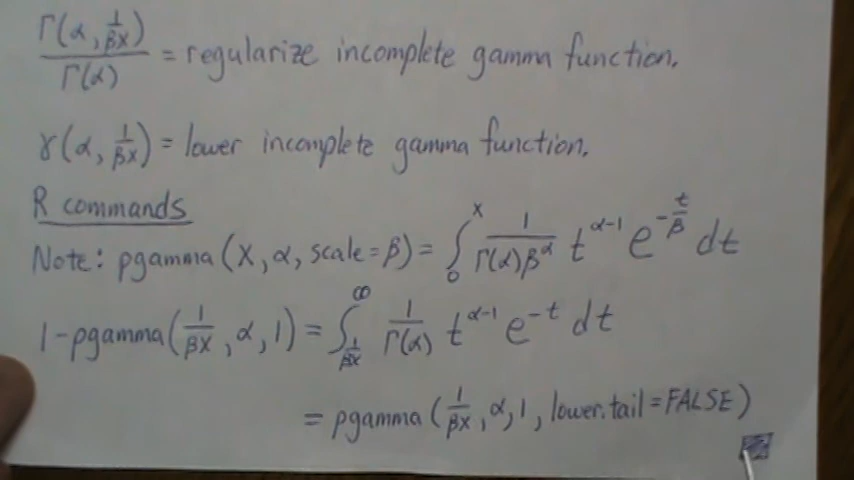 Γ(α, 1/βx) / Γ(α) = regularize incomplete gamma function.
γ(α, 1/βx) = lower incomplete gamma function.
R commands
Note: pgamma(x, α, scale=β) = ∫₀ˣ 1/(Γ(α)β^α) t^(α-1) e^(-t/β) dt
1-pgamma(1/βx, α, 1) = ∫_(1/βx)^∞ 1/Γ(α) t^(α-1) e^(-t) dt
= pgamma(1/βx, α, 1, lower.tail=FALSE)